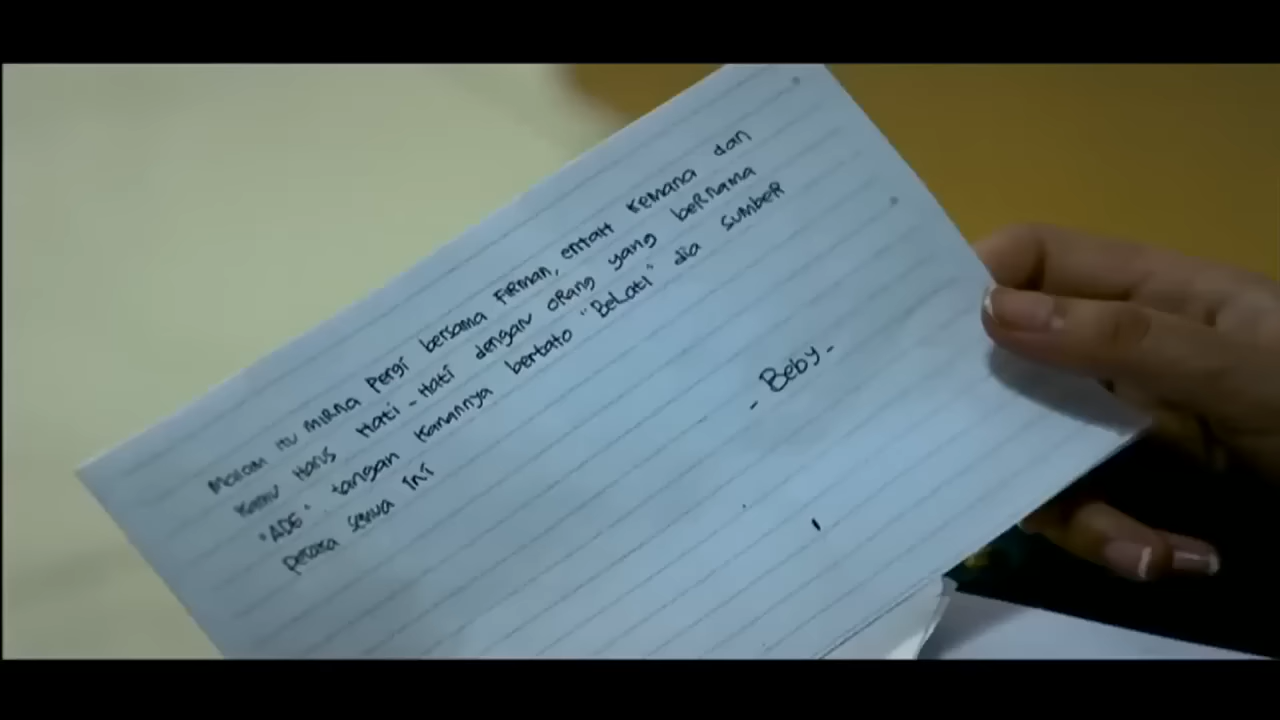 Malam itu MIRNA Pergi bersama FIRMAN, entah Kemana dan
Kamu Harus Hati-Hati dengan ORang yang beRnama
"ADE" tangan Kanannya bertato "BeLati" dia sumbeR
petaka semua Ini
- Beby -